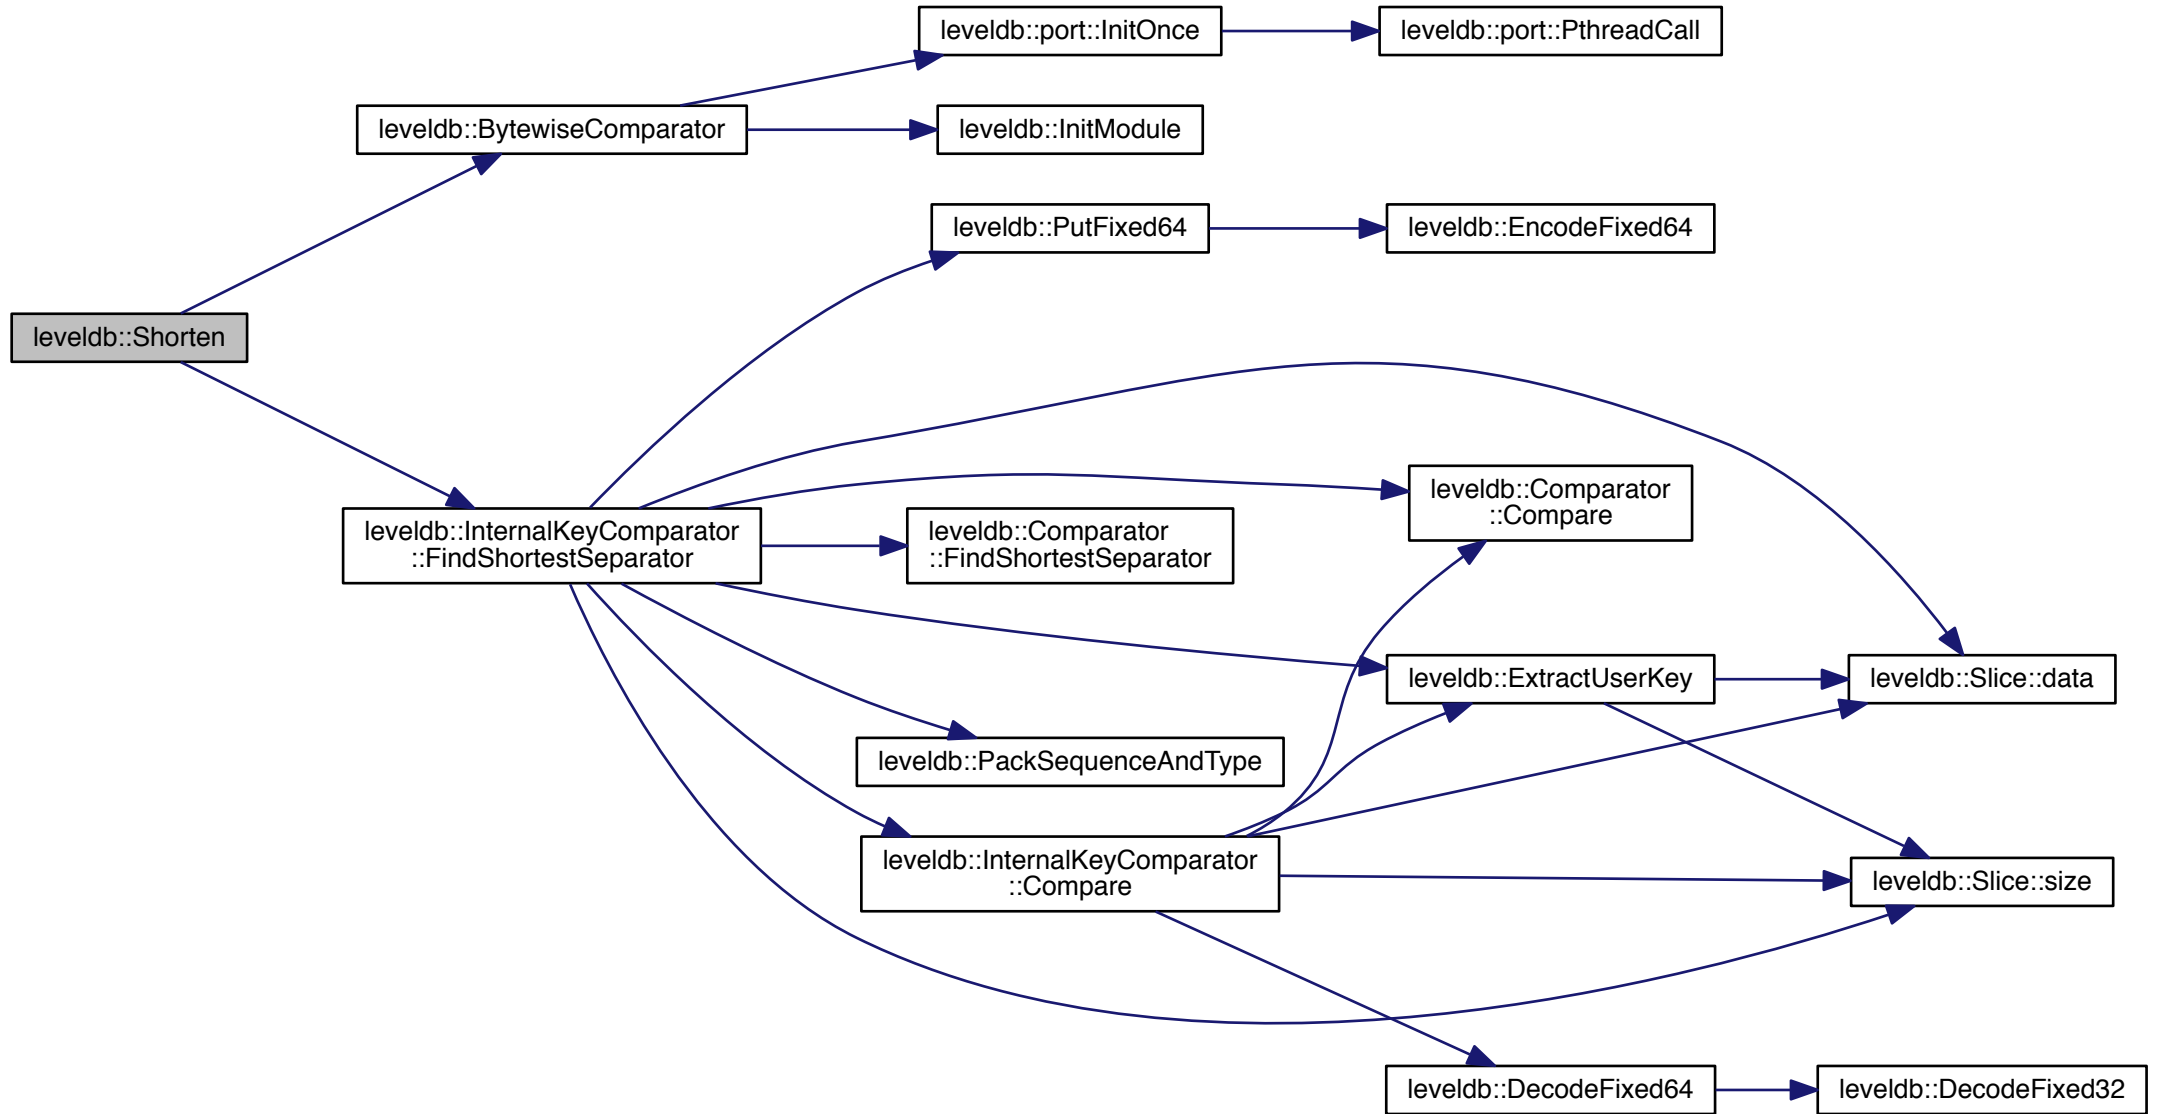 leveldb::port::InitOnce
leveldb::port::PthreadCall
leveldb::BytewiseComparator
leveldb::InitModule
leveldb::PutFixed64
leveldb::EncodeFixed64
leveldb::Shorten
leveldb::Comparator
::Compare
leveldb::InternalKeyComparator
::FindShortestSeparator
leveldb::Comparator
::FindShortestSeparator
leveldb::ExtractUserKey
leveldb::Slice::data
leveldb::PackSequenceAndType
leveldb::InternalKeyComparator
::Compare
leveldb::Slice::size
leveldb::DecodeFixed64
leveldb::DecodeFixed32